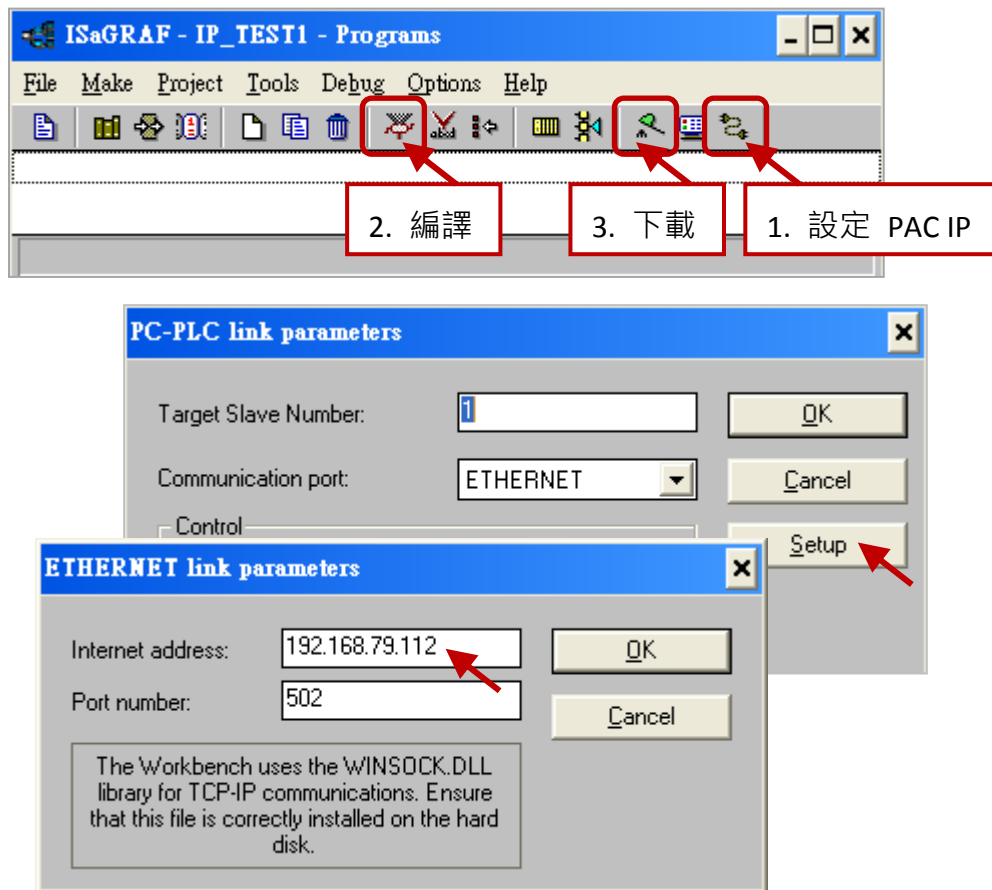 ISaGRAF - IP_TEST1 - Programs
File Make Project Tools Debug Options Help
2. 編譯
3. 下載
1. 設定 PAC IP
PC-PLC link parameters
Target Slave Number: 1
OK
Communication port: ETHERNET
Cancel
Control
Setup
ETHERNET link parameters
Internet address: 192.168.79.112
OK
Port number: 502
Cancel
The Workbench uses the WINSOCK.DLL
library for TCP-IP communications. Ensure
that this file is correctly installed on the hard
disk.